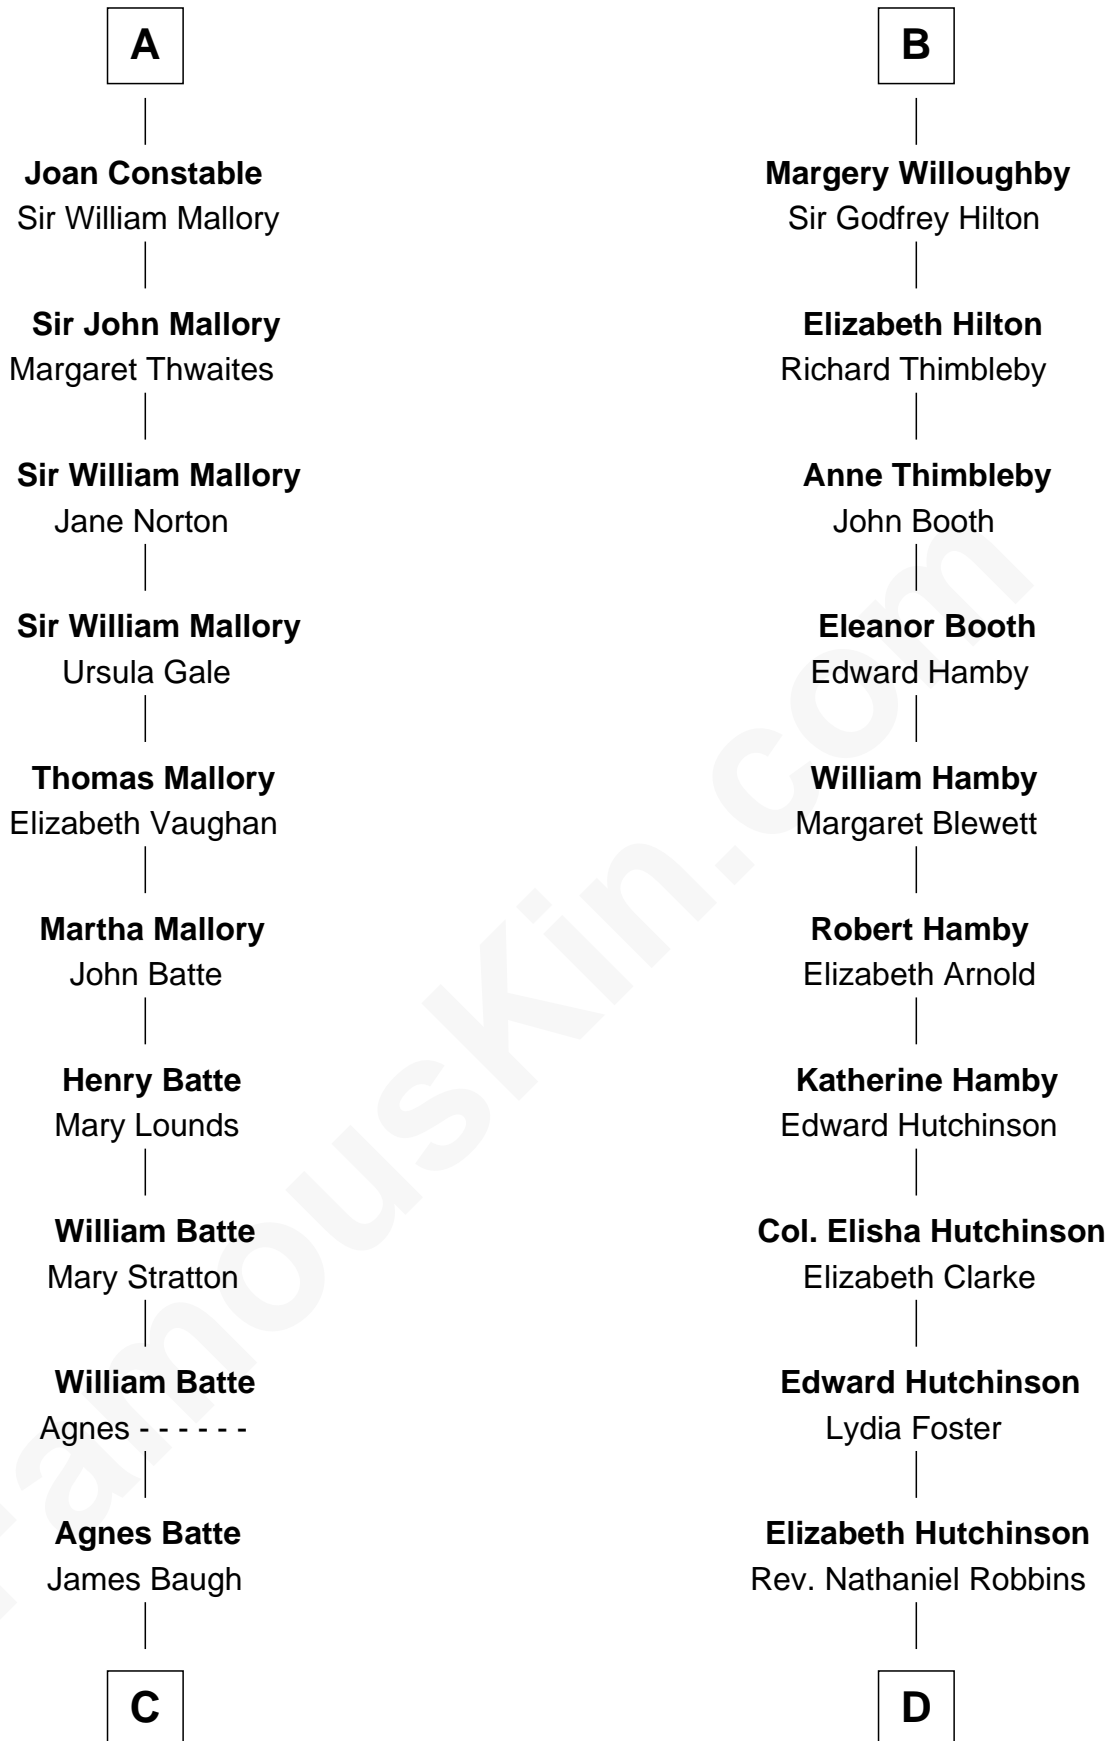 A
Joan Constable
Sir William Mallory
Sir John Mallory
Margaret Thwaites
Sir William Mallory
Jane Norton
Sir William Mallory
Ursula Gale
Thomas Mallory
Elizabeth Vaughan
Martha Mallory
John Batte
Henry Batte
Mary Lounds
William Batte
Mary Stratton
William Batte
Agnes - - - - - -
Agnes Batte
James Baugh
C
B
Margery Willoughby
Sir Godfrey Hilton
Elizabeth Hilton
Richard Thimbleby
Anne Thimbleby
John Booth
Eleanor Booth
Edward Hamby
William Hamby
Margaret Blewett
Robert Hamby
Elizabeth Arnold
Katherine Hamby
Edward Hutchinson
Col. Elisha Hutchinson
Elizabeth Clarke
Edward Hutchinson
Lydia Foster
Elizabeth Hutchinson
Rev. Nathaniel Robbins
D
FamousKin.com